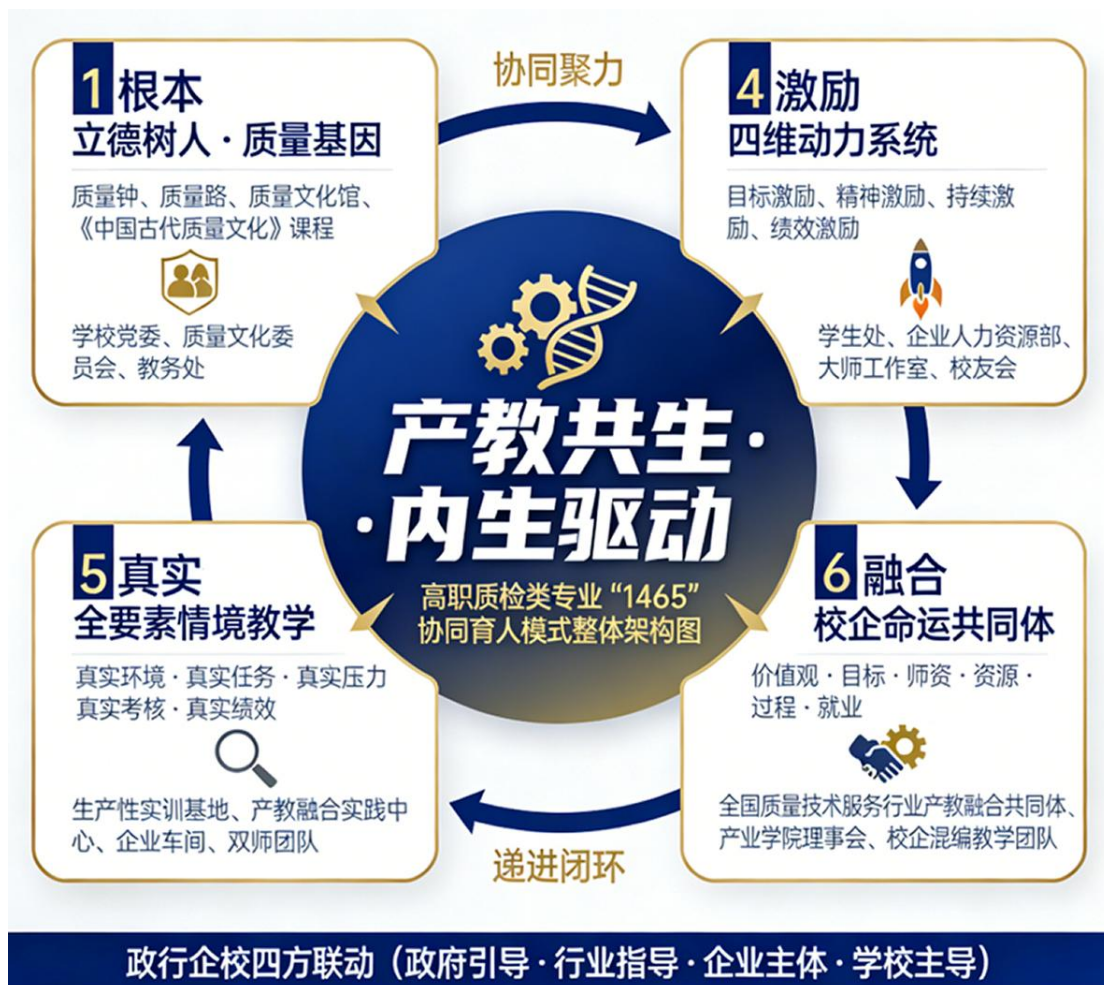 1 根本
立德树人·质量基因
质量钟、质量路、质量文化馆、
《中国古代质量文化》课程
学校党委、质量文化委
员会、教务处
协同聚力
4 激励
四维动力系统
目标激励、精神激励、持续激
励、绩效激励
学生处、企业人力资源部、
大师工作室、校友会
产教共生·
·内生驱动
高职质检类专业“1465”
协同育人模式整体架构图
5 真实
全要素情境教学
真实环境·真实任务·真实压力
真实考核·真实绩效
生产性实训基地、产教融合实践中
心、企业车间、双师团队
6 融合
校企命运共同体
价值观·目标·师资·资源·
过程·就业
全国质量技术服务行业产教融合共同体、
产业学院理事会、校企混编教学团队
递进闭环
政行企校四方联动（政府引导·行业指导·企业主体·学校主导）